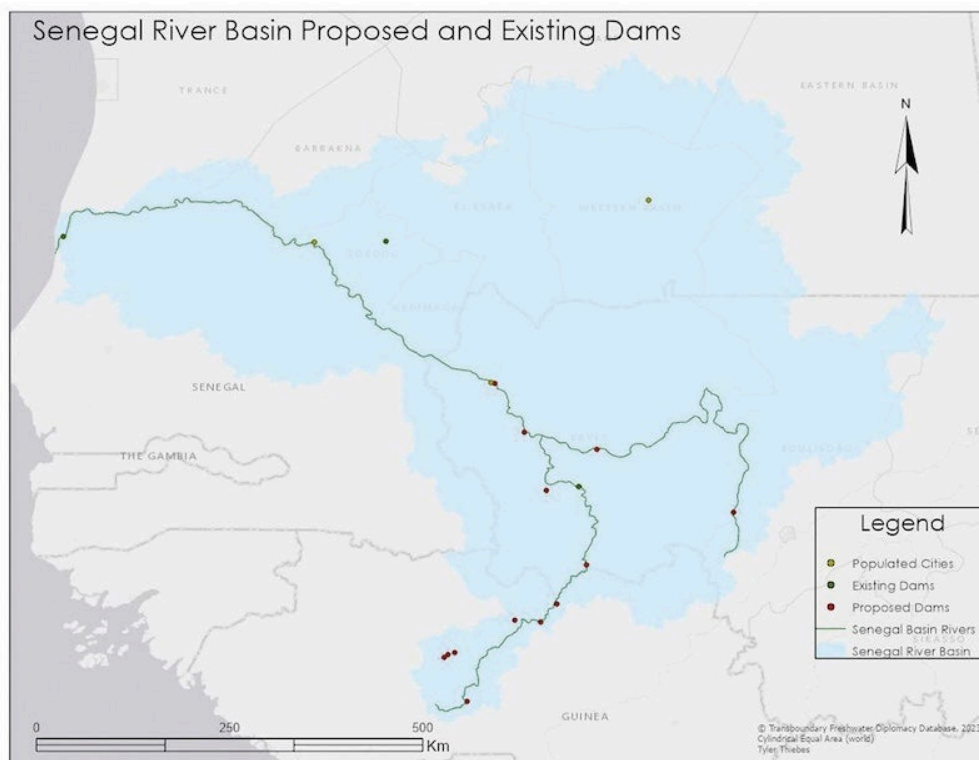 Senegal River Basin Proposed and Existing Dams
TRANCE
EASTERN BASIN
N
BARRAKNA
WESTERN BASIN
SENEGAL
THE GAMBIA
KAYES
Legend
Populated Cities
Existing Dams
Proposed Dams
Senegal Basin Rivers
Senegal River Basin
SIKASSO
GUINEA
0
250
500
Km
© Transboundary Freshwater Diplomacy Database, 2023
Cylindrical Equal Area (world)
Tyler Thiebes